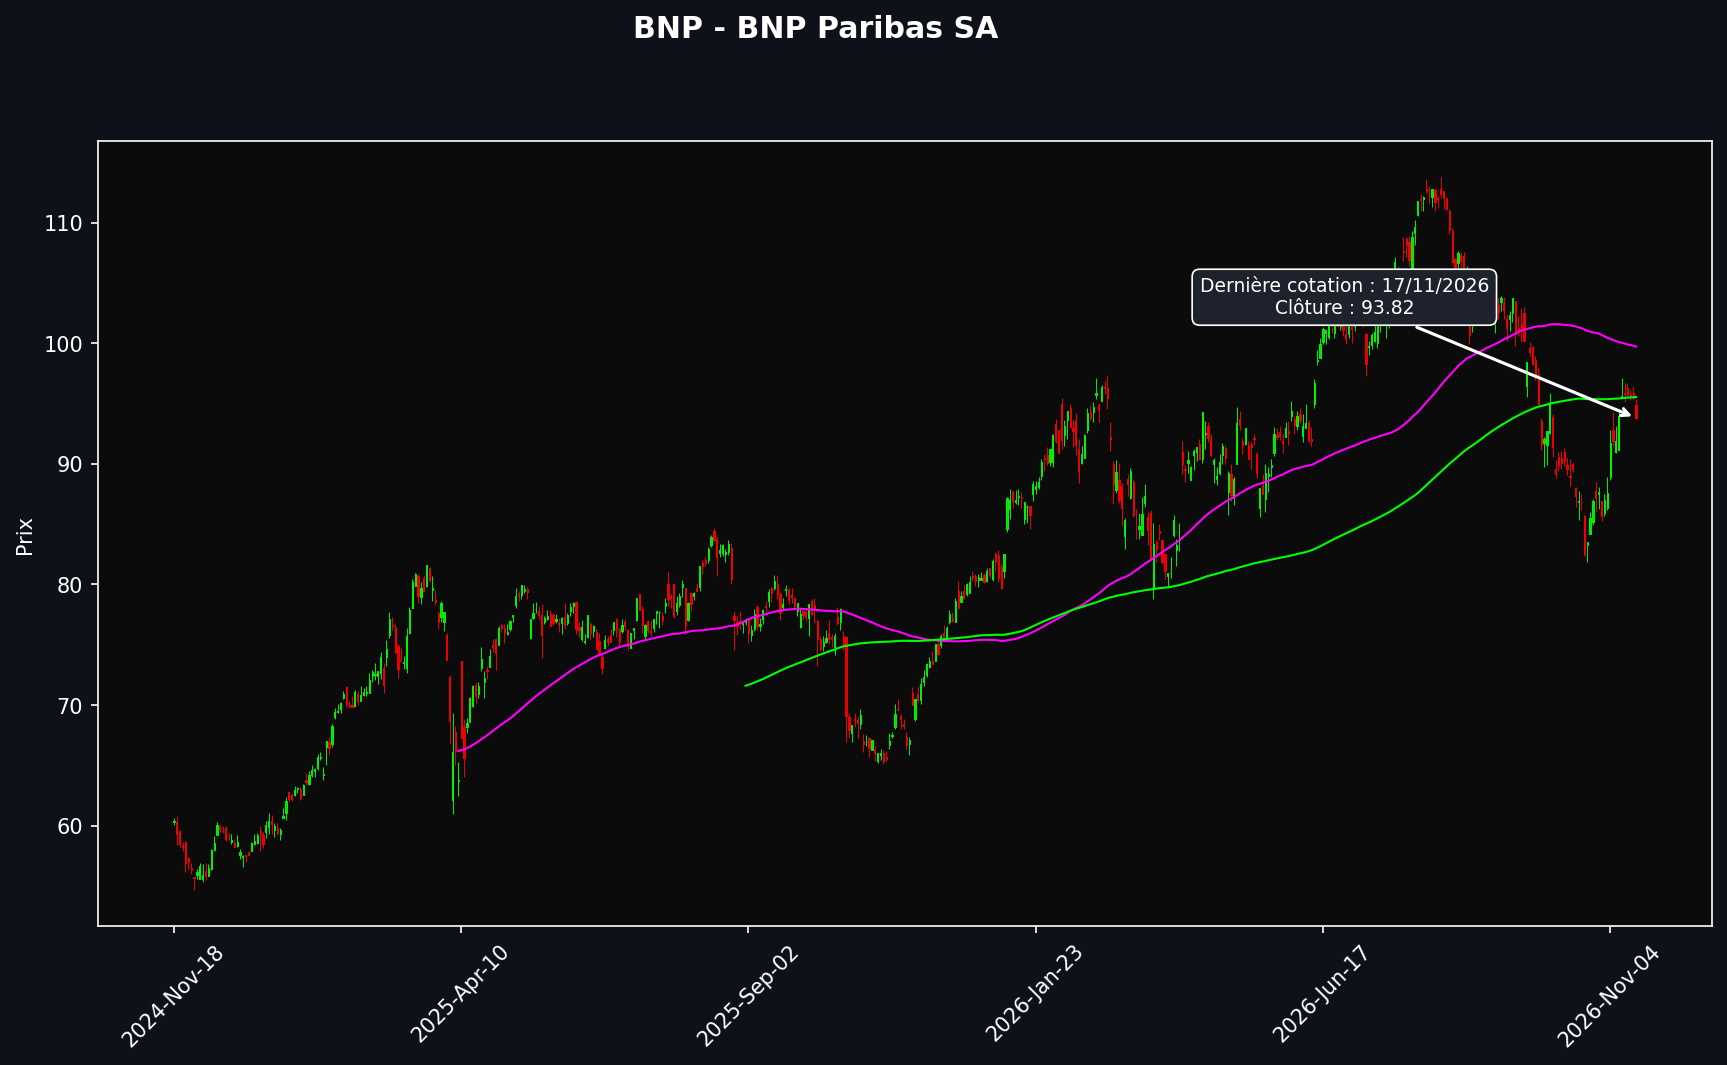 BNP - BNP Paribas SA
Prix
110
100
90
80
70
60
Dernière cotation : 17/11/2026
Clôture : 93.82
2024-Nov-18
2025-Apr-10
2025-Sep-02
2026-Jan-23
2026-Jun-17
2026-Nov-04